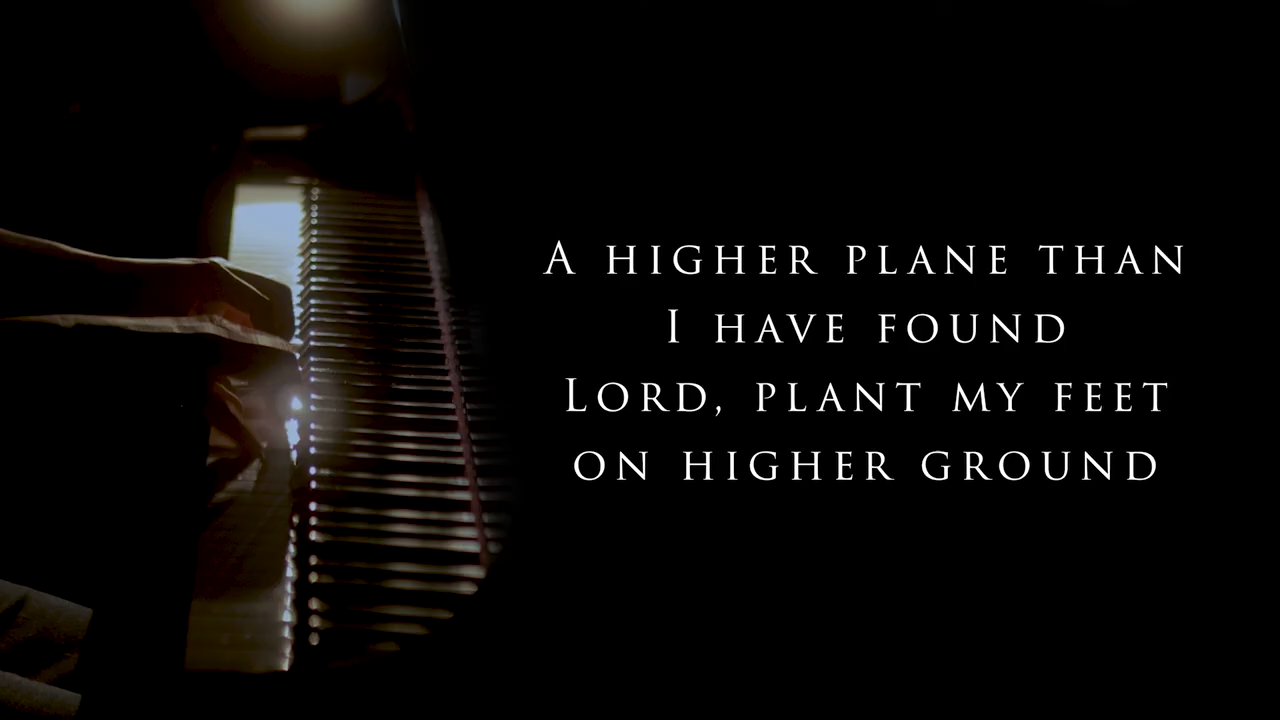 A HIGHER PLANE THAN
I HAVE FOUND
LORD, PLANT MY FEET
ON HIGHER GROUND